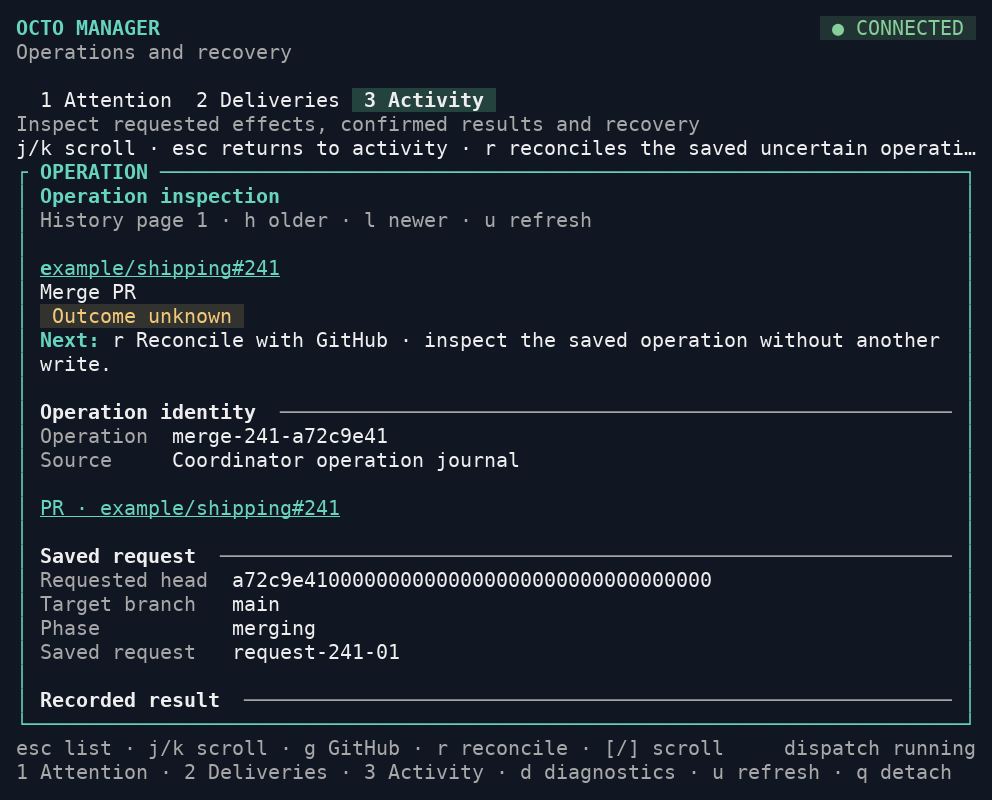 OCTO MANAGER ● CONNECTED
Operations and recovery
1 Attention 2 Deliveries 3 Activity
Inspect requested effects, confirmed results and recovery
j/k scroll · esc returns to activity · r reconciles the saved uncertain operati…
OPERATION
Operation inspection
History page 1 · h older · l newer · u refresh
example/shipping#241
Merge PR
Outcome unknown
Next: r Reconcile with GitHub · inspect the saved operation without another
write.
Operation identity
Operation merge-241-a72c9e41
Source Coordinator operation journal
PR · example/shipping#241
Saved request
Requested head a72c9e4100000000000000000000000000000000
Target branch main
Phase merging
Saved request request-241-01
Recorded result
esc list · j/k scroll · g GitHub · r reconcile · [/] scroll dispatch running
1 Attention · 2 Deliveries · 3 Activity · d diagnostics · u refresh · q detach